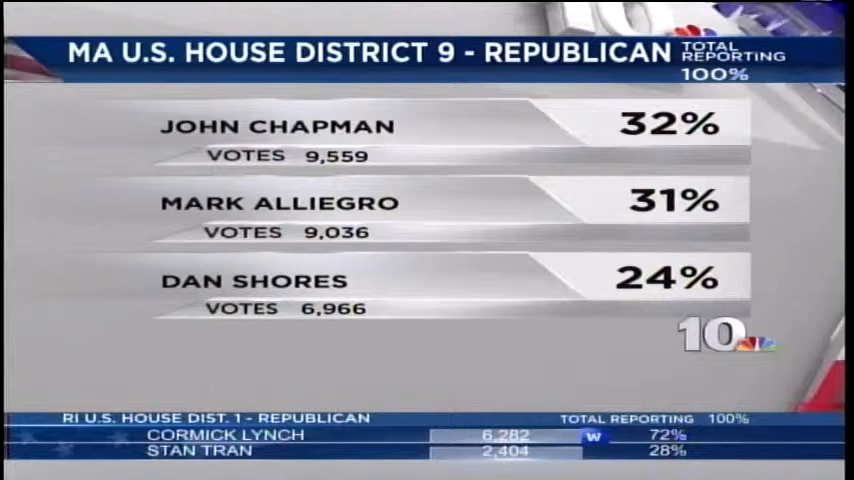 MA U.S. HOUSE DISTRICT 9 - REPUBLICAN
TOTAL
REPORTING
100%
JOHN CHAPMAN 32%
VOTES 9,559
MARK ALLIEGRO 31%
VOTES 9,036
DAN SHORES 24%
VOTES 6,966
10
RI U.S. HOUSE DIST. 1 - REPUBLICAN TOTAL REPORTING 100%
CORMICK LYNCH 6,282 W 72%
STAN TRAN 2,404 28%